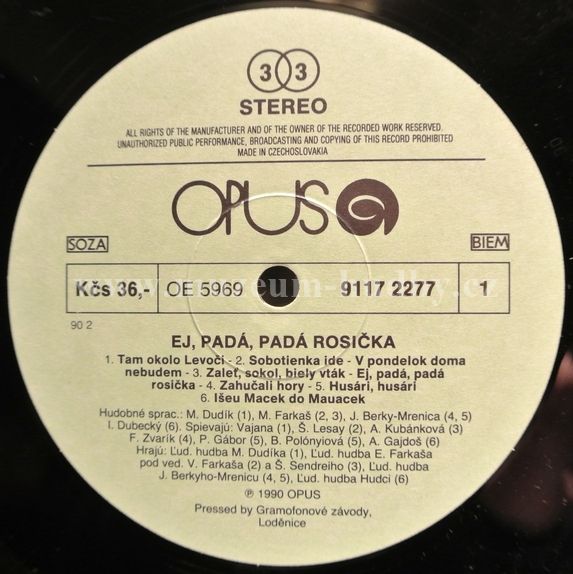 33
STEREO
ALL RIGHTS OF THE MANUFACTURER AND OF THE OWNER OF THE RECORDED WORK RESERVED.
UNAUTHORIZED PUBLIC PERFORMANCE, BROADCASTING AND COPYING OF THIS RECORD PROHIBITED
MADE IN CZECHOSLOVAKIA
OPUS
SOZA BIEM
Kčs 36,- OE 5969 9117 2277 1
90 2
EJ, PADÁ, PADÁ ROSIČKA
1. Tam okolo Levoči - 2. Sobotienka ide - V pondelok doma
nebudem - 3. Zaleť, sokol, biely vták - Ej, padá, padá
rosička - 4. Zahučali hory - 5. Husári, husári
6. Išeu Macek do Mauacek
Hudobné sprac.: M. Dudík (1), M. Farkaš (2, 3), J. Berky-Mrenica (4, 5)
I. Dubecký (6). Spievajú: Vajana (1), Š. Lesay (2), A. Kubánková (3)
F. Zvarík (4), P. Gábor (5), B. Polónyiová (5), A. Gajdoš (6)
Hrajú: Ľud. hudba M. Dudíka (1), Ľud. hudba E. Farkaša
pod ved. V. Farkaša (2) a Š. Sendreiho (3), Ľud. hudba
J. Berkyho-Mrenicu (4, 5), Ľud. hudba Hudci (6)
℗ 1990 OPUS
Pressed by Gramofonové závody,
Loděnice